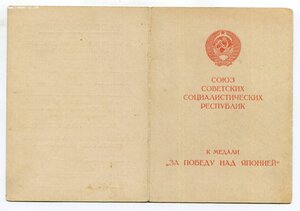 СОЮЗ
СОВЕТСКИХ
СОЦИАЛИСТИЧЕСКИХ
РЕСПУБЛИК
К МЕДАЛИ
„ЗА ПОБЕДУ НАД ЯПОНИЕЙ“